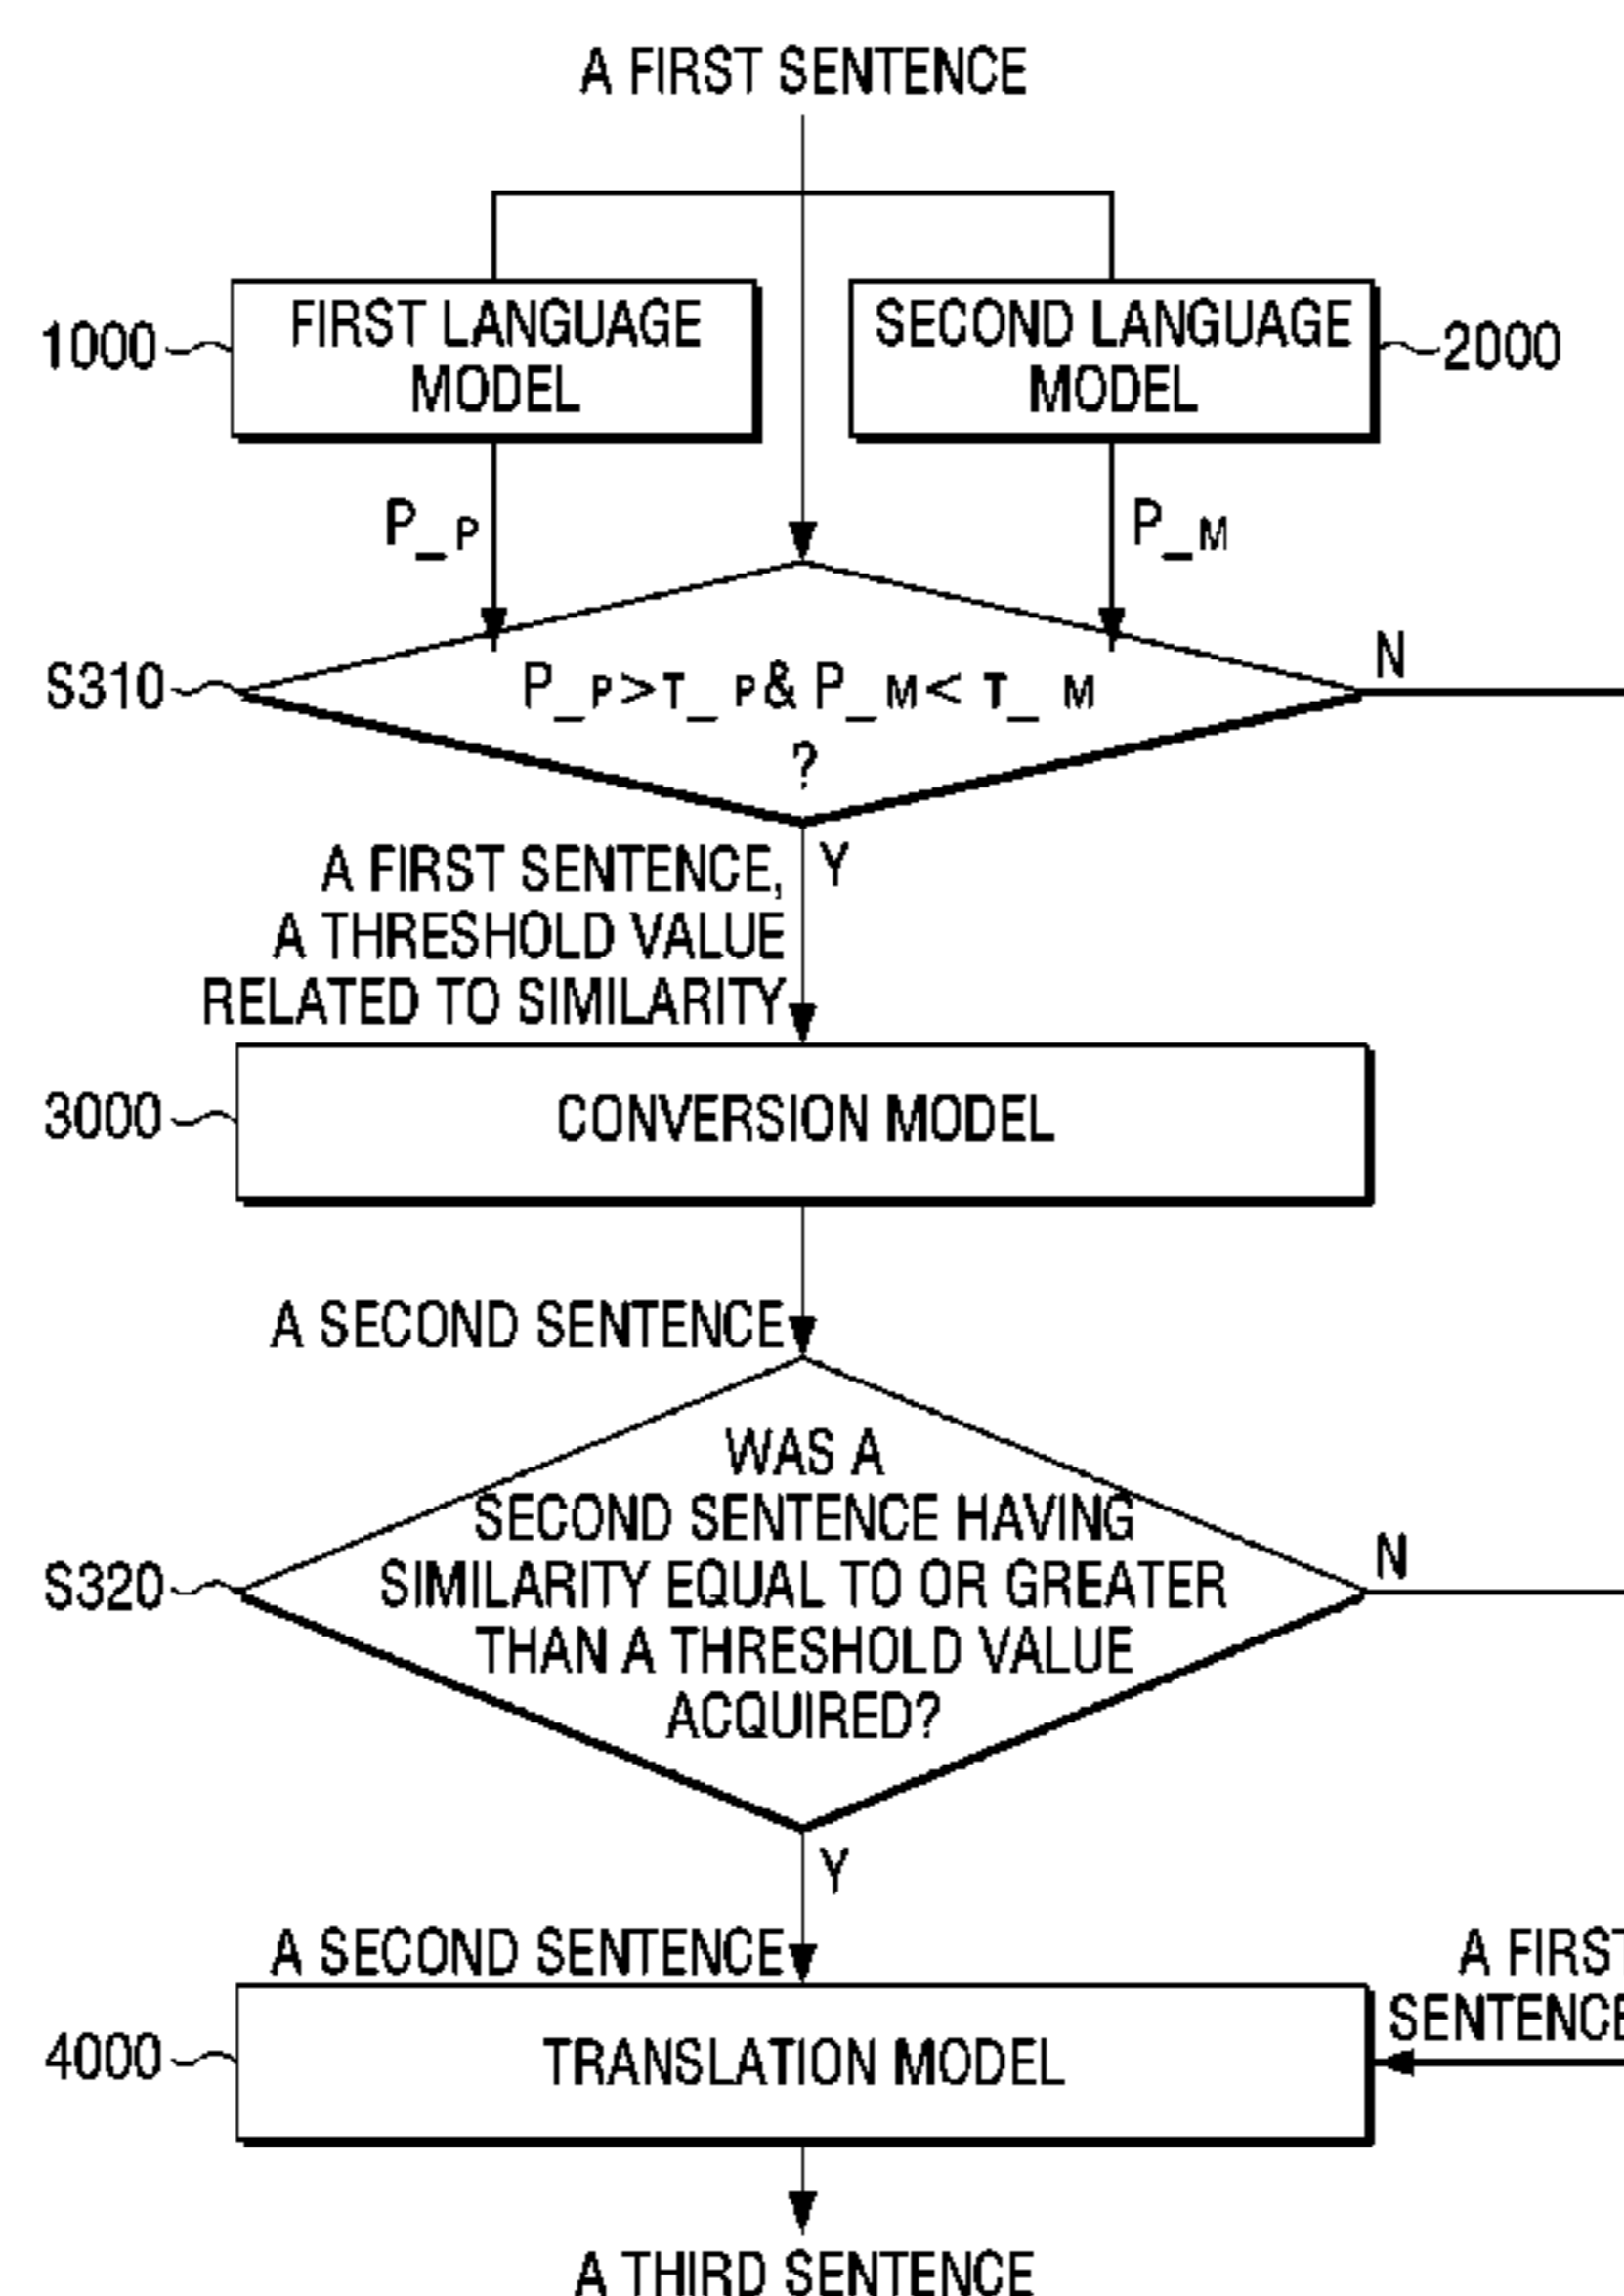 A FIRST SENTENCE
FIRST LANGUAGE
MODEL
1000
SECOND LANGUAGE
MODEL
2000
P_P
P_M
S310
P_P>T_P& P_M< T_M
?
N
Y
A FIRST SENTENCE,
A THRESHOLD VALUE
RELATED TO SIMILARITY
3000
CONVERSION MODEL
A SECOND SENTENCE
WAS A
SECOND SENTENCE HAVING
SIMILARITY EQUAL TO OR GREATER
THAN A THRESHOLD VALUE
ACQUIRED?
S320
N
Y
A SECOND SENTENCE
A FIRST
SENTENCE
4000
TRANSLATION MODEL
A THIRD SENTENCE